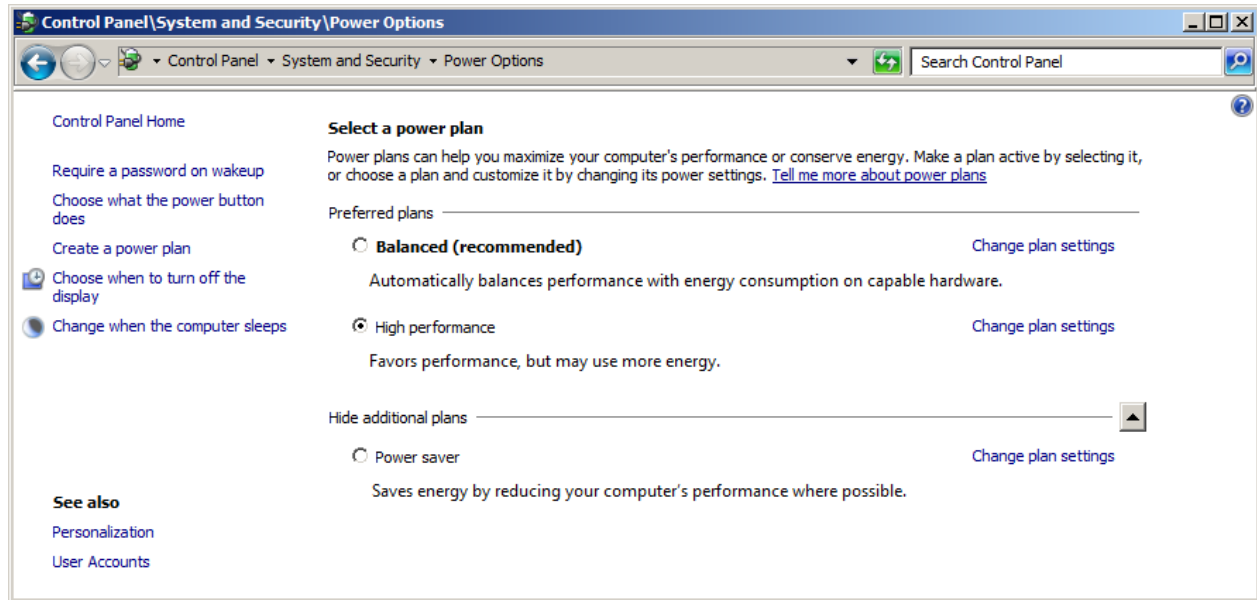 Control Panel\System and Security\Power Options
Control Panel System and Security Power Options
Search Control Panel
Control Panel Home
Require a password on wakeup
Choose what the power button
does
Create a power plan
Choose when to turn off the
display
Change when the computer sleeps
See also
Personalization
User Accounts
Select a power plan
Power plans can help you maximize your computer's performance or conserve energy. Make a plan active by selecting it,
or choose a plan and customize it by changing its power settings. Tell me more about power plans
Preferred plans
Balanced (recommended) Change plan settings
Automatically balances performance with energy consumption on capable hardware.
High performance Change plan settings
Favors performance, but may use more energy.
Hide additional plans
Power saver Change plan settings
Saves energy by reducing your computer's performance where possible.